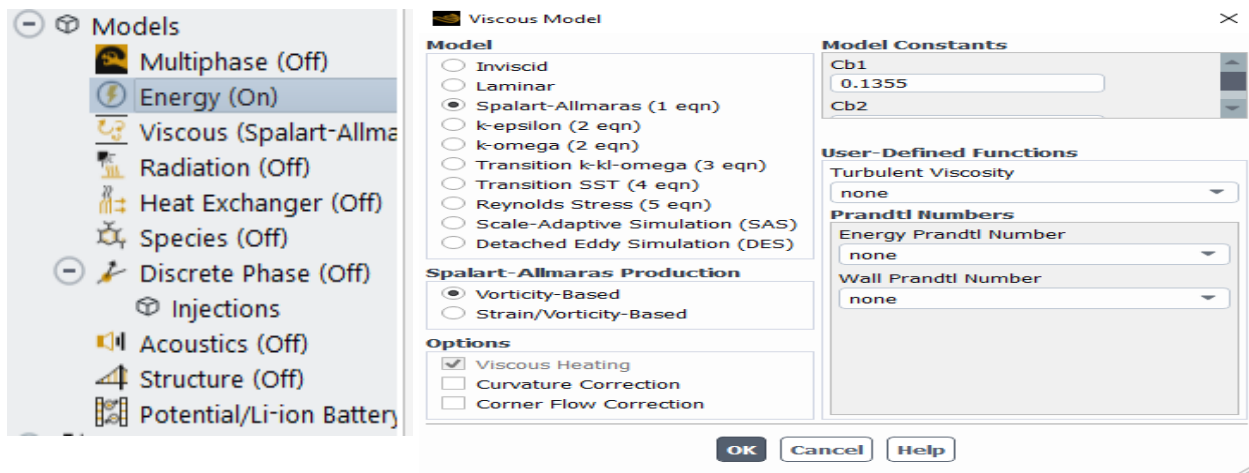 Models
Multiphase (Off)
Energy (On)
Viscous (Spalart-Allma
Radiation (Off)
Heat Exchanger (Off)
Species (Off)
Discrete Phase (Off)
Injections
Acoustics (Off)
Structure (Off)
Potential/Li-ion Battery
Viscous Model
Model
Inviscid
Laminar
Spalart-Allmaras (1 eqn)
k-epsilon (2 eqn)
k-omega (2 eqn)
Transition k-kl-omega (3 eqn)
Transition SST (4 eqn)
Reynolds Stress (5 eqn)
Scale-Adaptive Simulation (SAS)
Detached Eddy Simulation (DES)
Spalart-Allmaras Production
Vorticity-Based
Strain/Vorticity-Based
Options
Viscous Heating
Curvature Correction
Corner Flow Correction
Model Constants
Cb1
0.1355
Cb2
User-Defined Functions
Turbulent Viscosity
none
Prandtl Numbers
Energy Prandtl Number
none
Wall Prandtl Number
none
OK Cancel Help